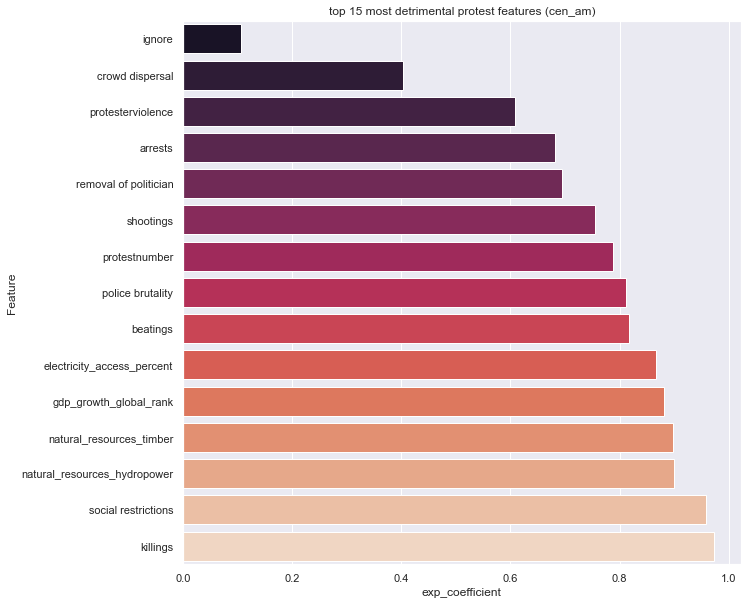 top 15 most detrimental protest features (cen_am)
ignore
crowd dispersal
protesterviolence
arrests
removal of politician
shootings
protestnumber
police brutality
beatings
electricity_access_percent
gdp_growth_global_rank
natural_resources_timber
natural_resources_hydropower
social restrictions
killings
Feature
0.0 0.2 0.4 0.6 0.8 1.0
exp_coefficient